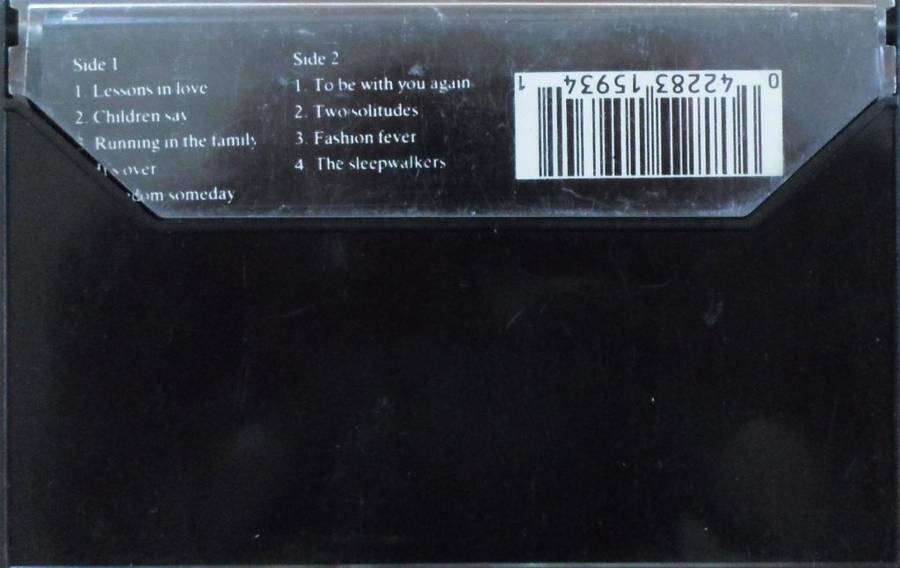 Side 1
1 Lessons in love
2. Children say
Running in the family
over
someday
Side 2
1. To be with you again
2. Two solitudes
3. Fashion fever
4 The sleepwalkers
0 42283 15934 1